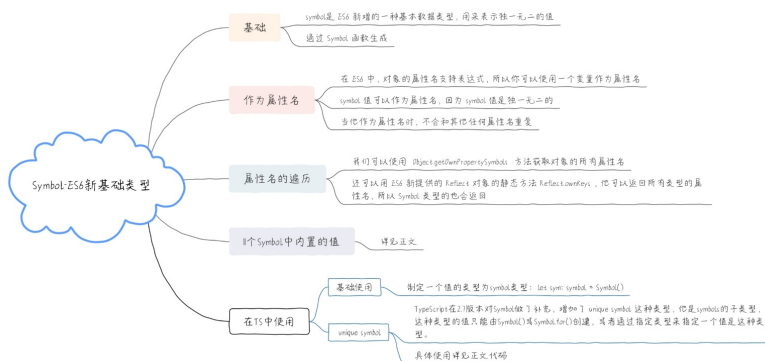 Symbol-ES6新基础类型
基础
symbol是 ES6 新增的一种基本数据类型，用来表示独一无二的值
通过 Symbol 函数生成
作为属性名
在 ES6 中，对象的属性名支持表达式，所以你可以使用一个变量作为属性名
symbol 值可以作为属性名，因为 symbol 值是独一无二的
当它作为属性名时，不会和其他任何属性名重复
属性名的遍历
我们可以使用 Object.getOwnPropertySymbols 方法获取对象的所有属性名
还可以用 ES6 新提供的 Reflect 对象的静态方法 Reflect.ownKeys，他可以返回所有类型的属
性名，所以 Symbol 类型的也会返回
11个Symbol中内置的值
详见正文
在TS中使用
基础使用
制定一个值的类型为symbol类型：let sym: symbol = Symbol()
unique symbol
TypeScript在2.7版本对Symbol做了补充，增加了 unique symbol 这种类型，他是symbols的子类型，
这种类型的值只能由Symbol()或Symbol.for()创建，或者通过指定类型来指定一个值是这种类
型。
具体使用详见正文代码